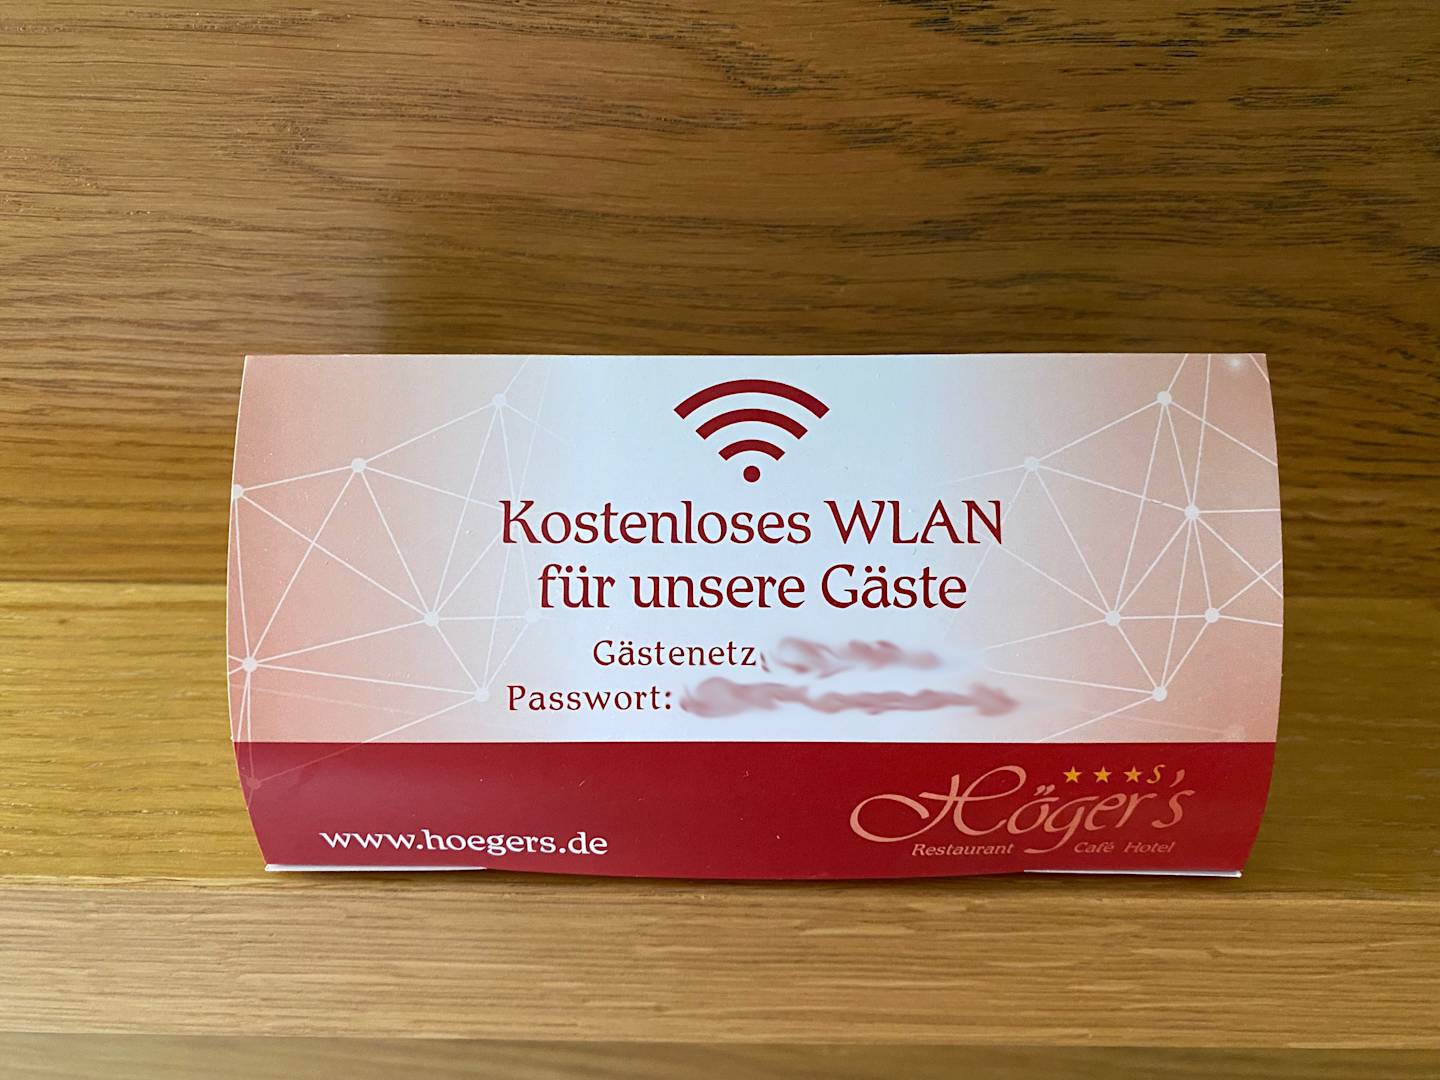 Kostenloses WLAN
für unsere Gäste
Gästenetz
Passwort:
www.hoegers.de
Höger's
Restaurant Café Hotel